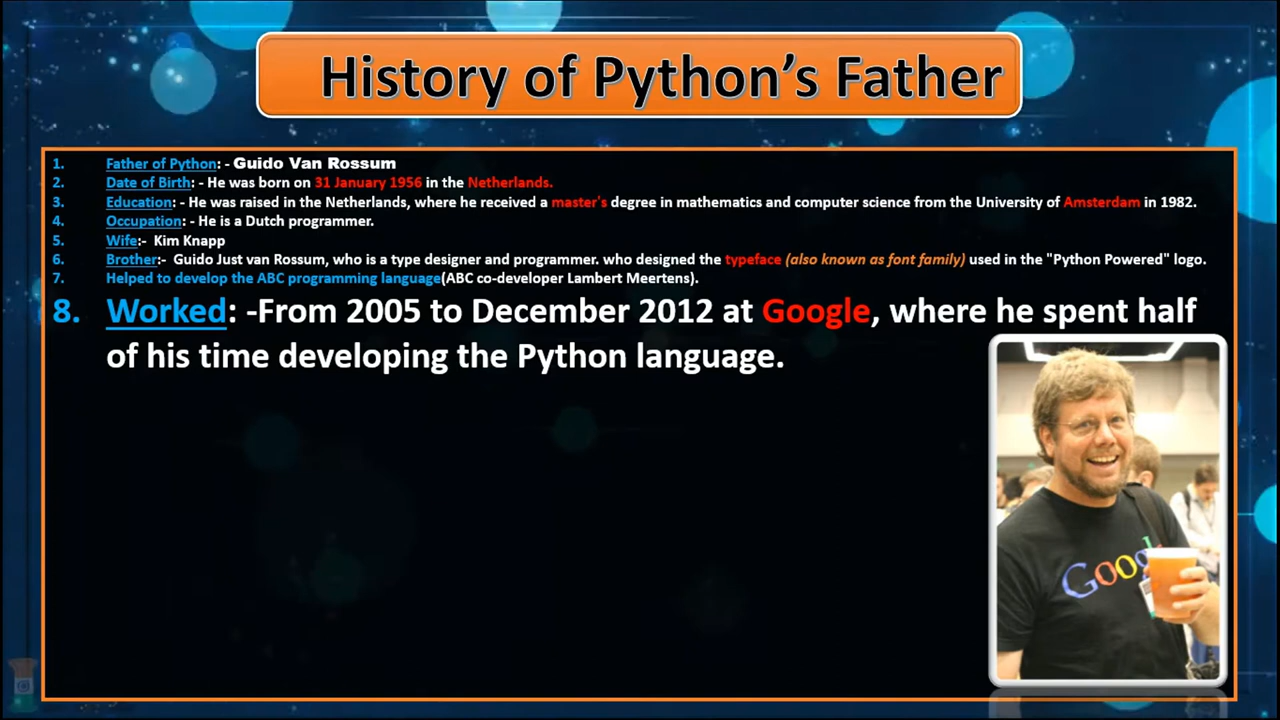 History of Python's Father
1. Father of Python: - Guido Van Rossum
2. Date of Birth: - He was born on 31 January 1956 in the Netherlands.
3. Education: - He was raised in the Netherlands, where he received a master's degree in mathematics and computer science from the University of Amsterdam in 1982.
4. Occupation: - He is a Dutch programmer.
5. Wife:- Kim Knapp
6. Brother:- Guido Just van Rossum, who is a type designer and programmer. who designed the typeface (also known as font family) used in the "Python Powered" logo.
7. Helped to develop the ABC programming language(ABC co-developer Lambert Meertens).
8. Worked: -From 2005 to December 2012 at Google, where he spent half
of his time developing the Python language.